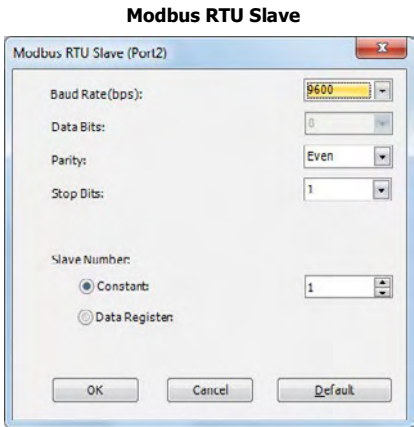 Modbus RTU Slave
Modbus RTU Slave (Port2)
Baud Rate(bps): 9600
Data Bits: 8
Parity: Even
Stop Bits: 1
Slave Number:
Constant: 1
Data Register:
OK Cancel Default